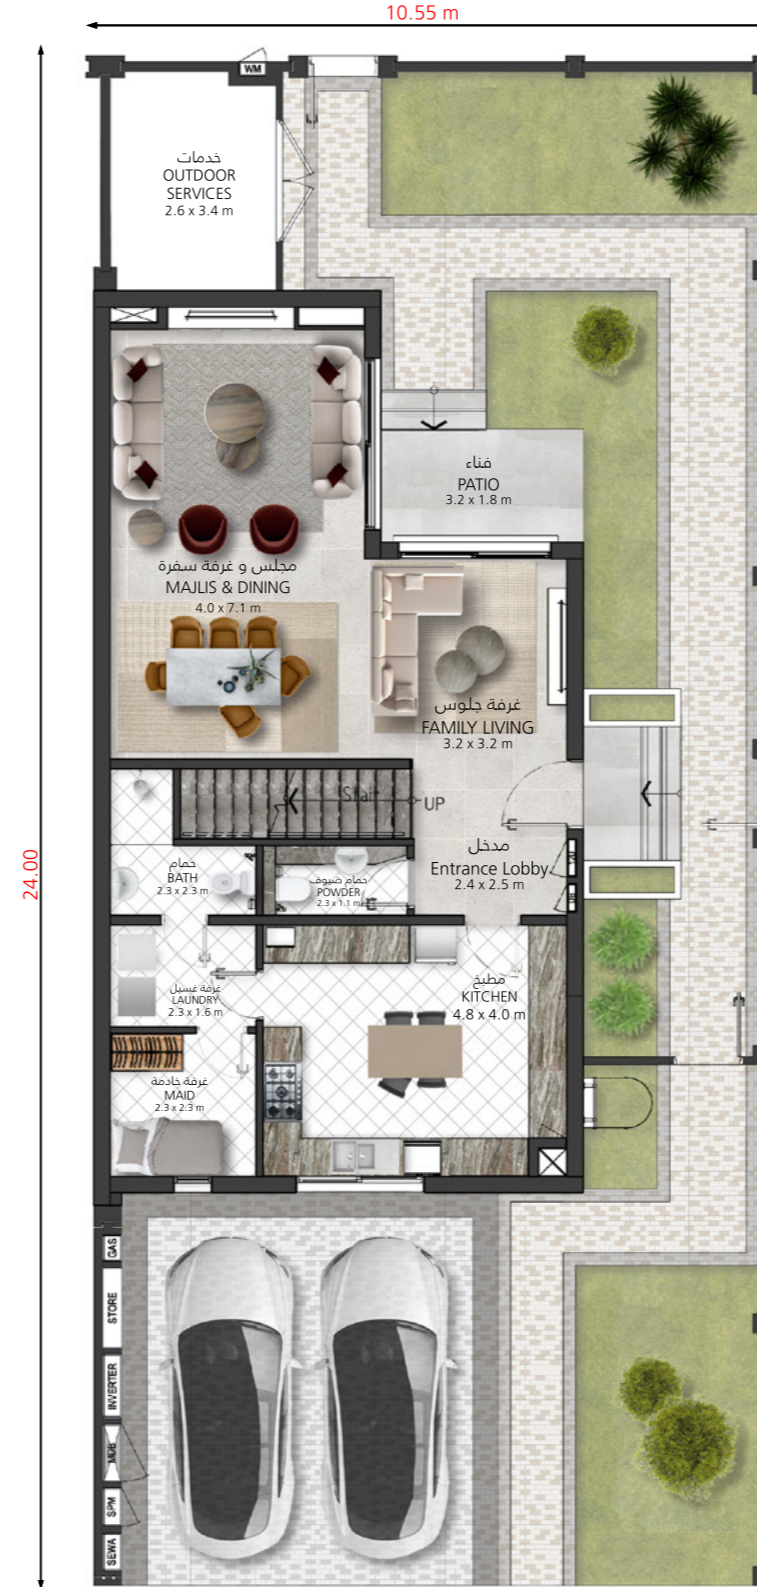 10.55 m
WM
خدمات
OUTDOOR
SERVICES
2.6 x 3.4 m
فناء
PATIO
3.2 x 1.8 m
مجلس و غرفة سفرة
MAJLIS & DINING
4.0 x 7.1 m
غرفة جلوس
FAMILY LIVING
3.2 x 3.2 m
Stair
UP
مدخل
Entrance Lobby
2.4 x 2.5 m
حمام
BATH
2.3 x 2.3 m
حمام ضيوف
POWDER
2.3 x 1.1 m
24.00
مطبخ
KITCHEN
4.8 x 4.0 m
غرفة غسيل
LAUNDRY
2.3 x 1.6 m
غرفة خادمة
MAID
2.3 x 2.3 m
GAS
STORE
INVERTER
MDB
SPM
SEWA